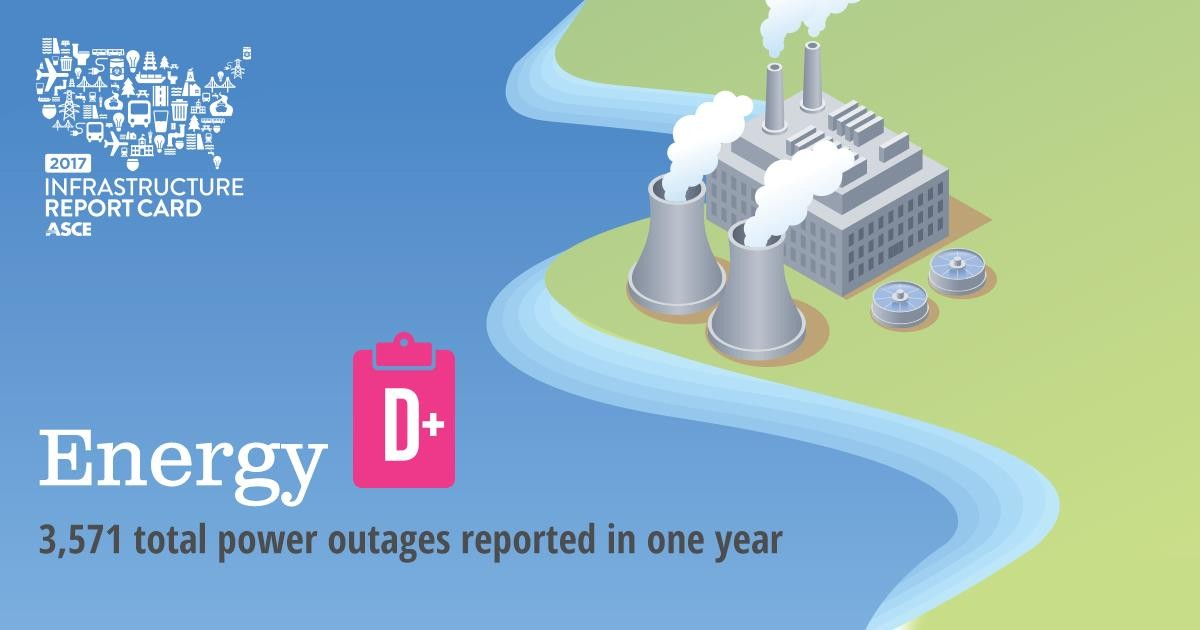 2017
INFRASTRUCTURE
REPORT CARD
ASCE
D+
Energy
3,571 total power outages reported in one year